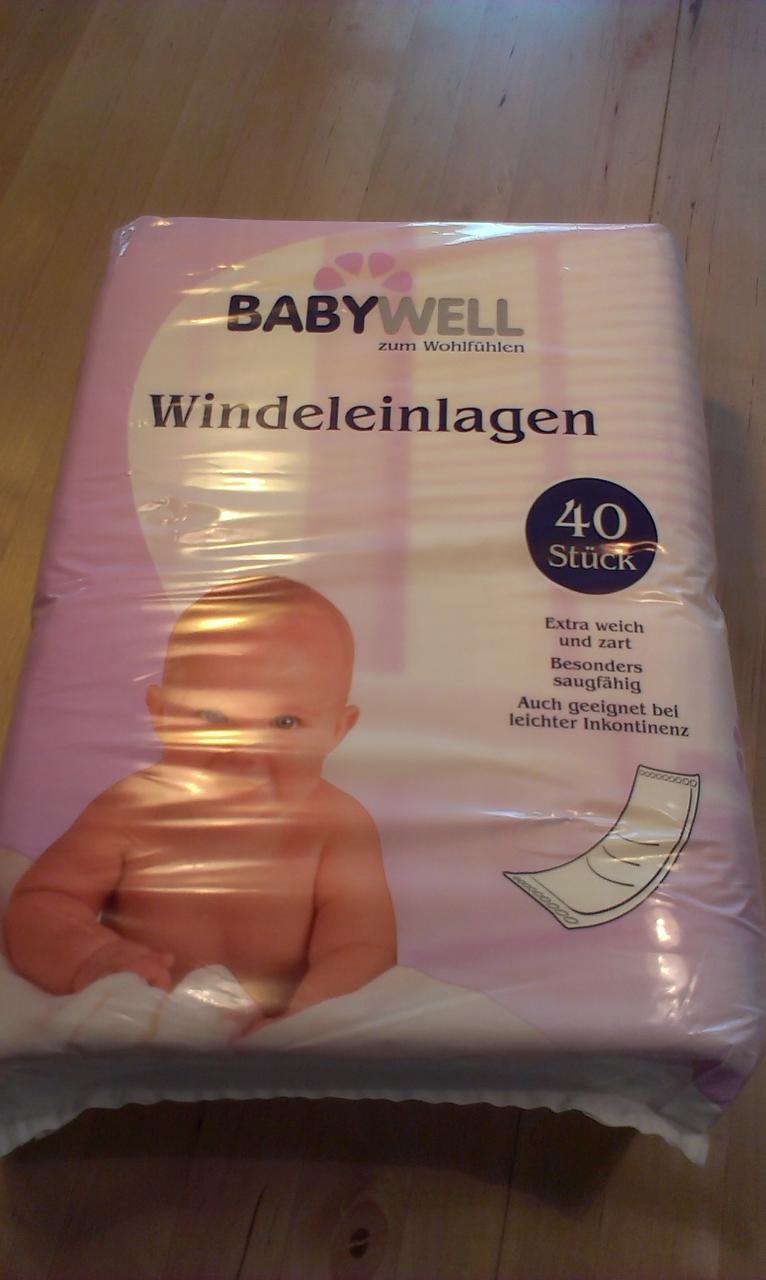 BABYWELL
zum Wohlfühlen
Windeleinlagen
40
Stück
Extra weich
und zart
Besonders
saugfähig
Auch geeignet bei
leichter Inkontinenz